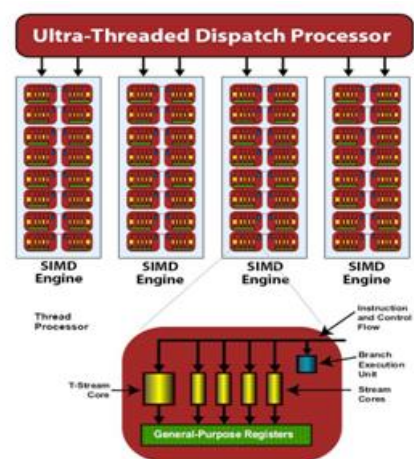 Ultra-Threaded Dispatch Processor
SIMD
Engine
SIMD
Engine
SIMD
Engine
SIMD
Engine
Thread
Processor
Instruction
and Control
Flow
Branch
Execution
Unit
T-Stream
Core
Stream
Cores
General-Purpose Registers